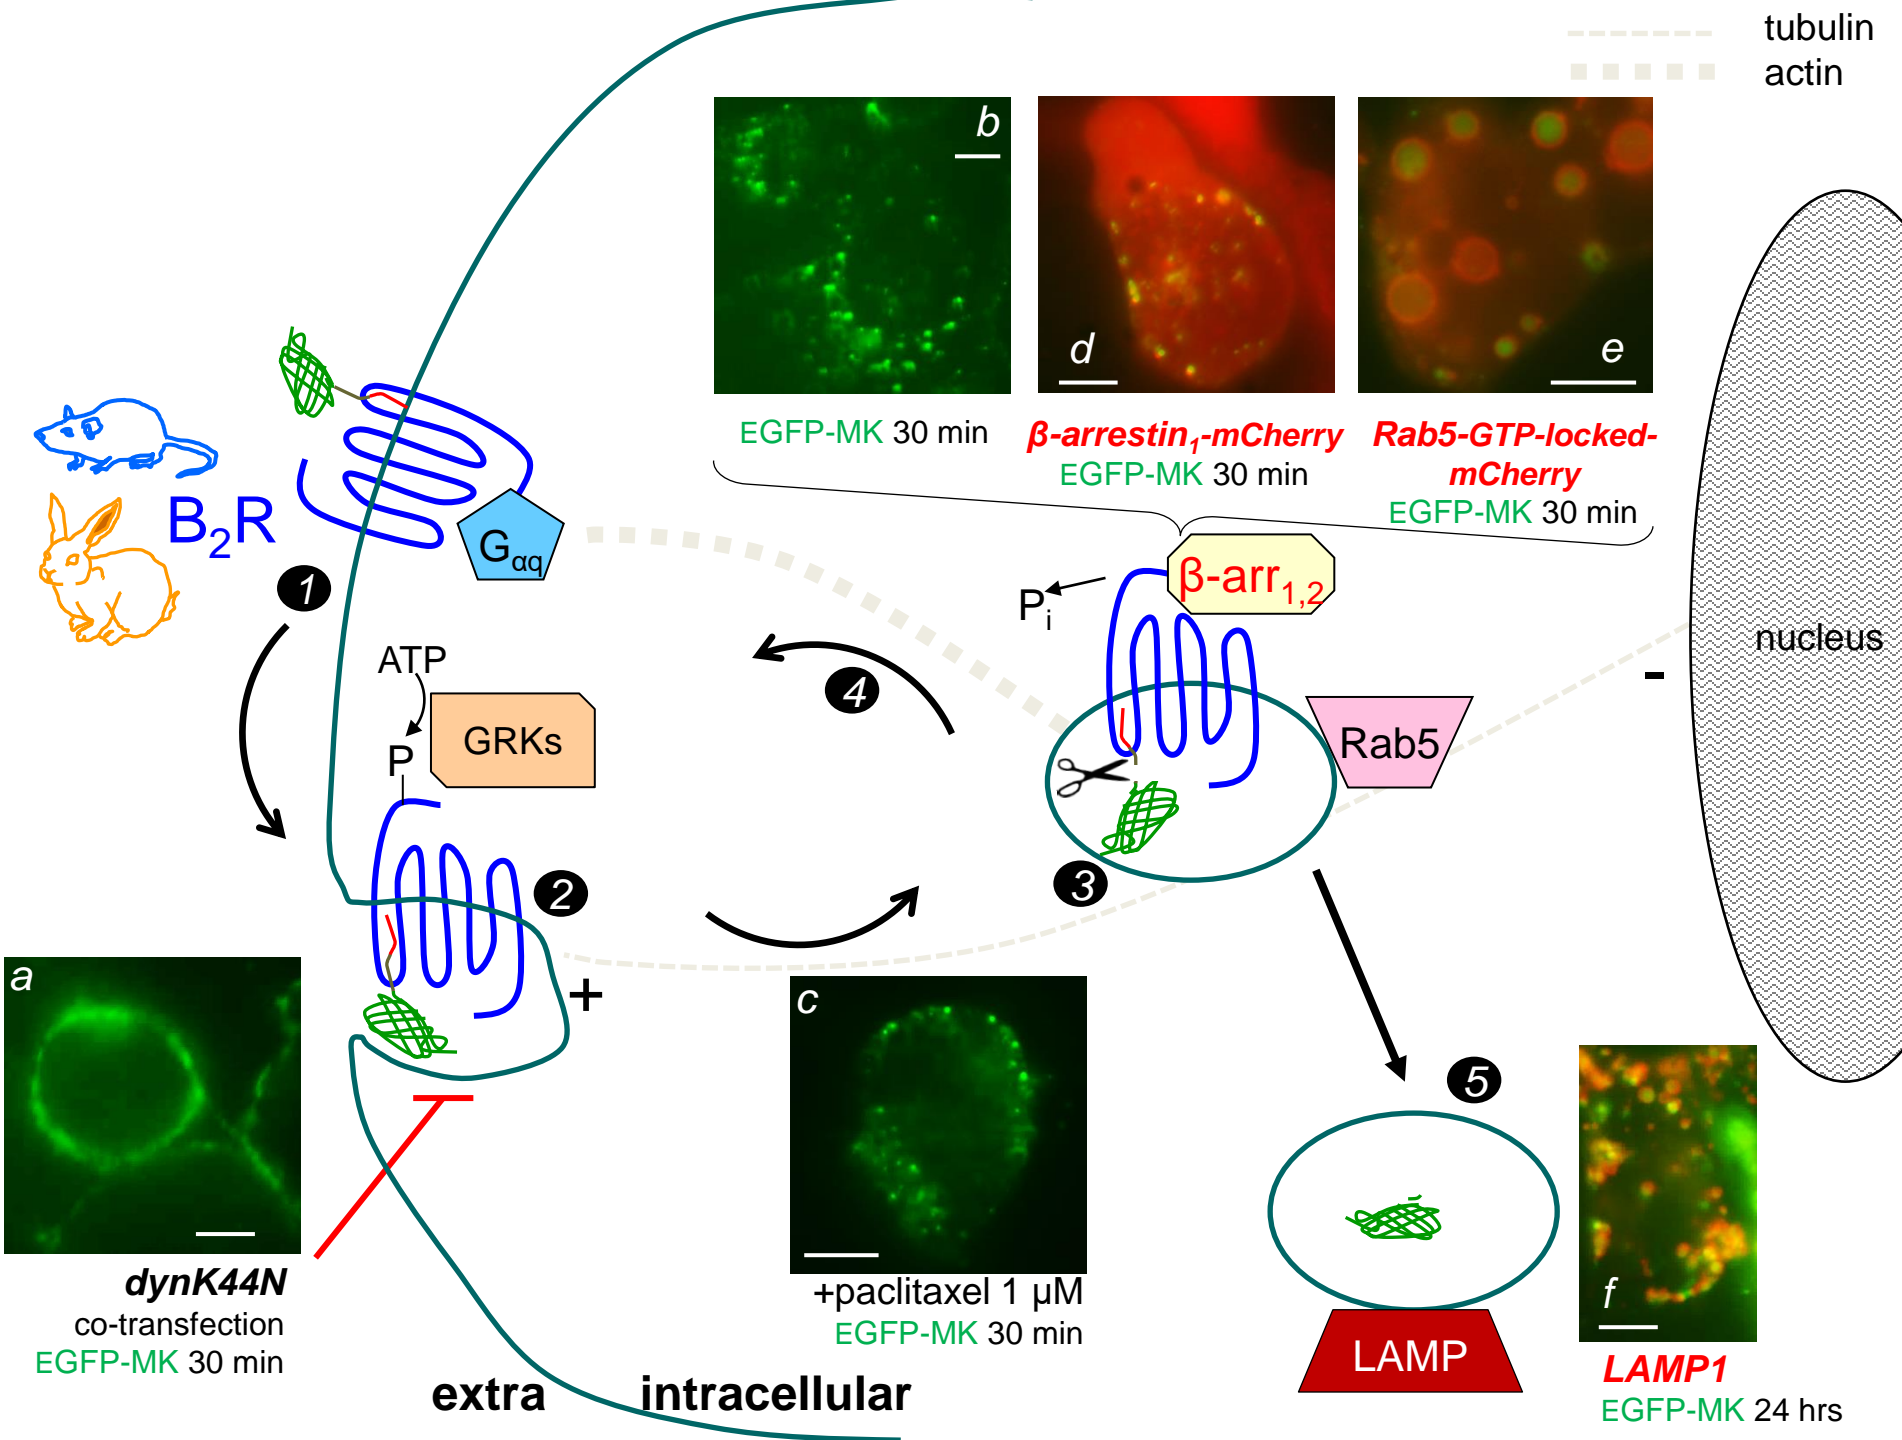 tubulin
actin
b
d
e
EGFP-MK 30 min
β-arrestin₁-mCherry
EGFP-MK 30 min
Rab5-GTP-locked-
mCherry
EGFP-MK 30 min
B₂R
Gαq
1
ATP
P
GRKs
2
+
4
Pᵢ
β-arr₁,₂
Rab5
3
-
nucleus
a
dynK44N
co-transfection
EGFP-MK 30 min
c
+paclitaxel 1 µM
EGFP-MK 30 min
extra intracellular
5
LAMP
f
LAMP1
EGFP-MK 24 hrs